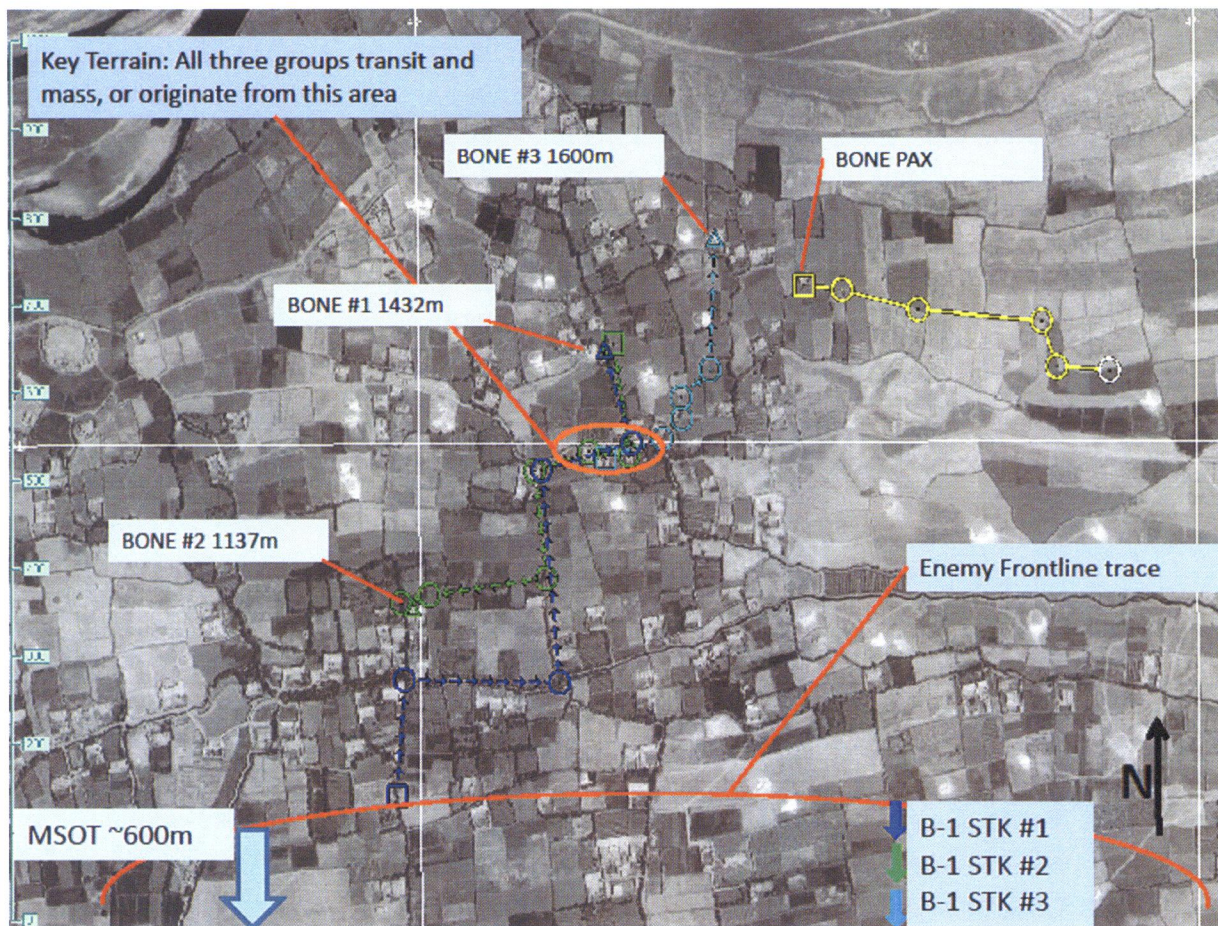 Key Terrain: All three groups transit and
mass, or originate from this area
BONE #3 1600m
BONE PAX
BONE #1 1432m
BONE #2 1137m
Enemy Frontline trace
MSOT ~600m
N
B-1 STK #1
B-1 STK #2
B-1 STK #3